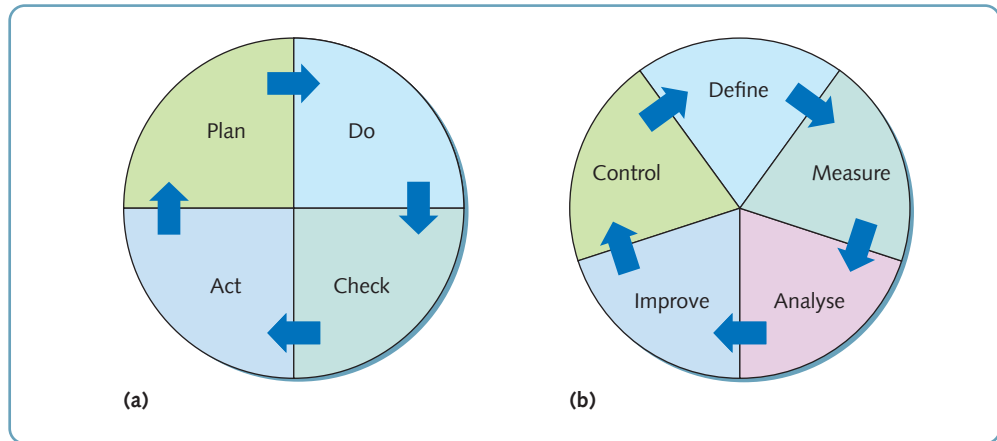 Plan
Do
Check
Act
(a)
Define
Measure
Analyse
Improve
Control
(b)